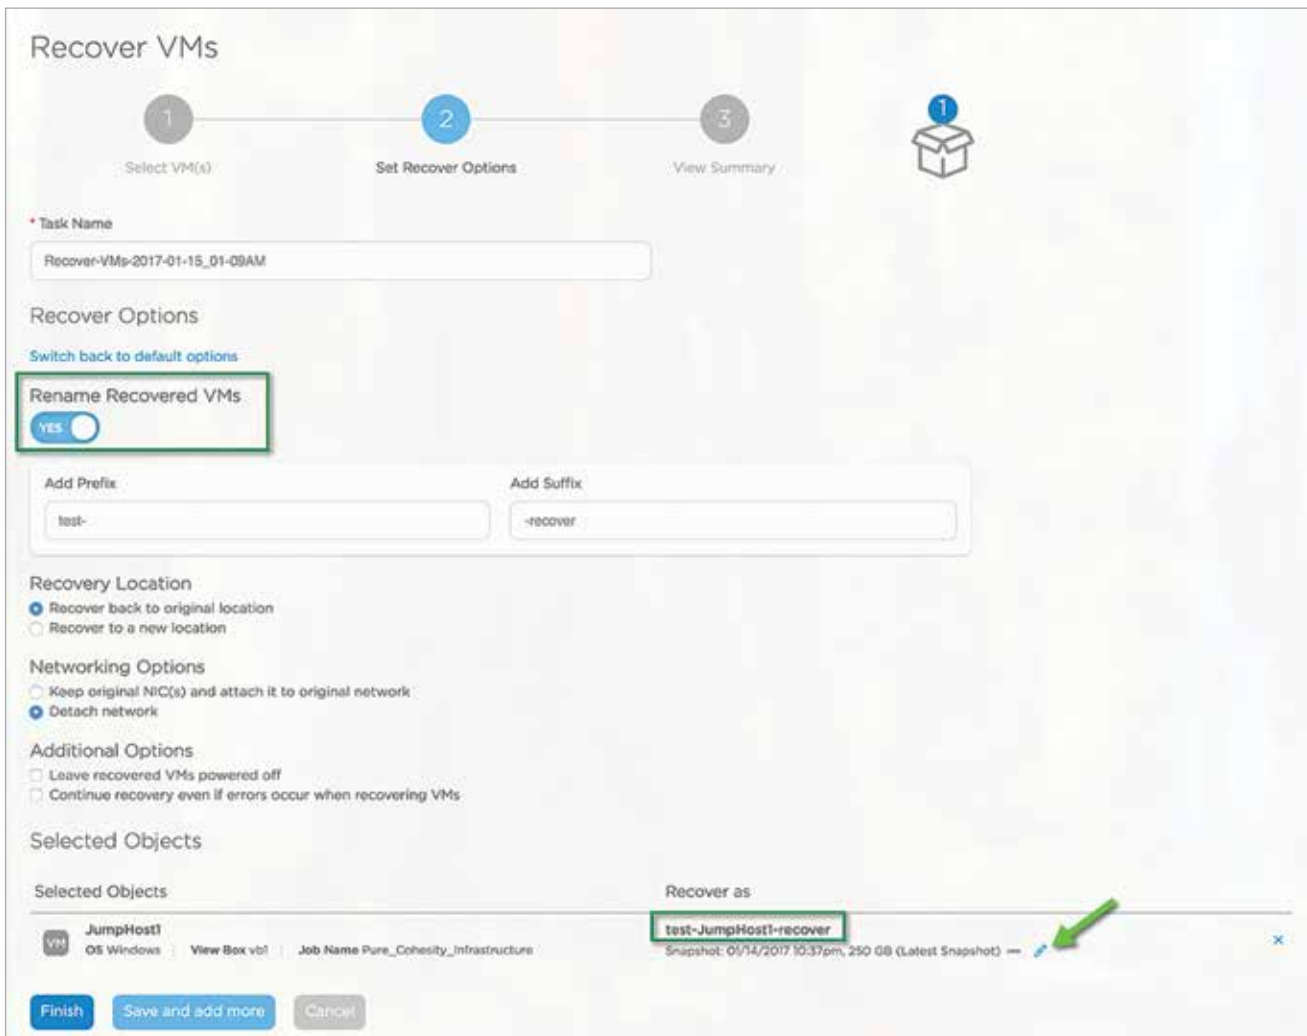 Recover VMs
1
2
3
1
Select VM(s)
Set Recover Options
View Summary
* Task Name
Recover-VMs-2017-01-15_01-09AM
Recover Options
Switch back to default options
Rename Recovered VMs
YES
Add Prefix
Add Suffix
test-
-recover
Recovery Location
Recover back to original location
Recover to a new location
Networking Options
Keep original NIC(s) and attach it to original network
Detach network
Additional Options
Leave recovered VMs powered off
Continue recovery even if errors occur when recovering VMs
Selected Objects
Selected Objects
Recover as
VM
JumpHost1
test-JumpHost1-recover
OS Windows | View Box vb1 | Job Name Pure_Cohesity_Infrastructure
Snapshot: 01/14/2017 10:37pm, 250 GB (Latest Snapshot) —
Finish
Save and add more
Cancel